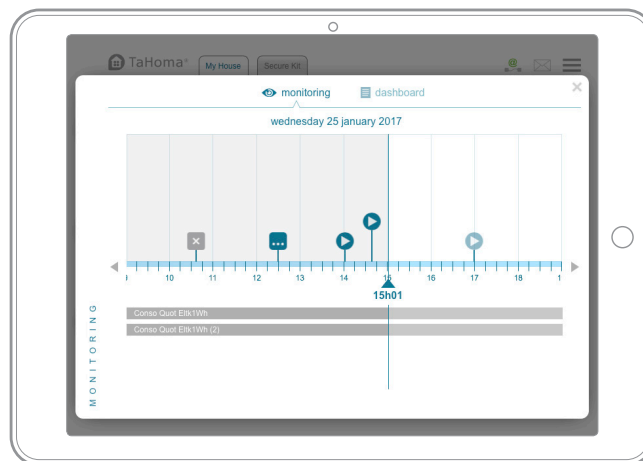 TaHoma®
My House
Secure Kit
monitoring
dashboard
wednesday 25 january 2017
10 11 12 13 14 15 16 17 18 1
15h01
MONITORING
Conso Quot Eltk1Wh
Conso Quot Eltk1Wh (2)